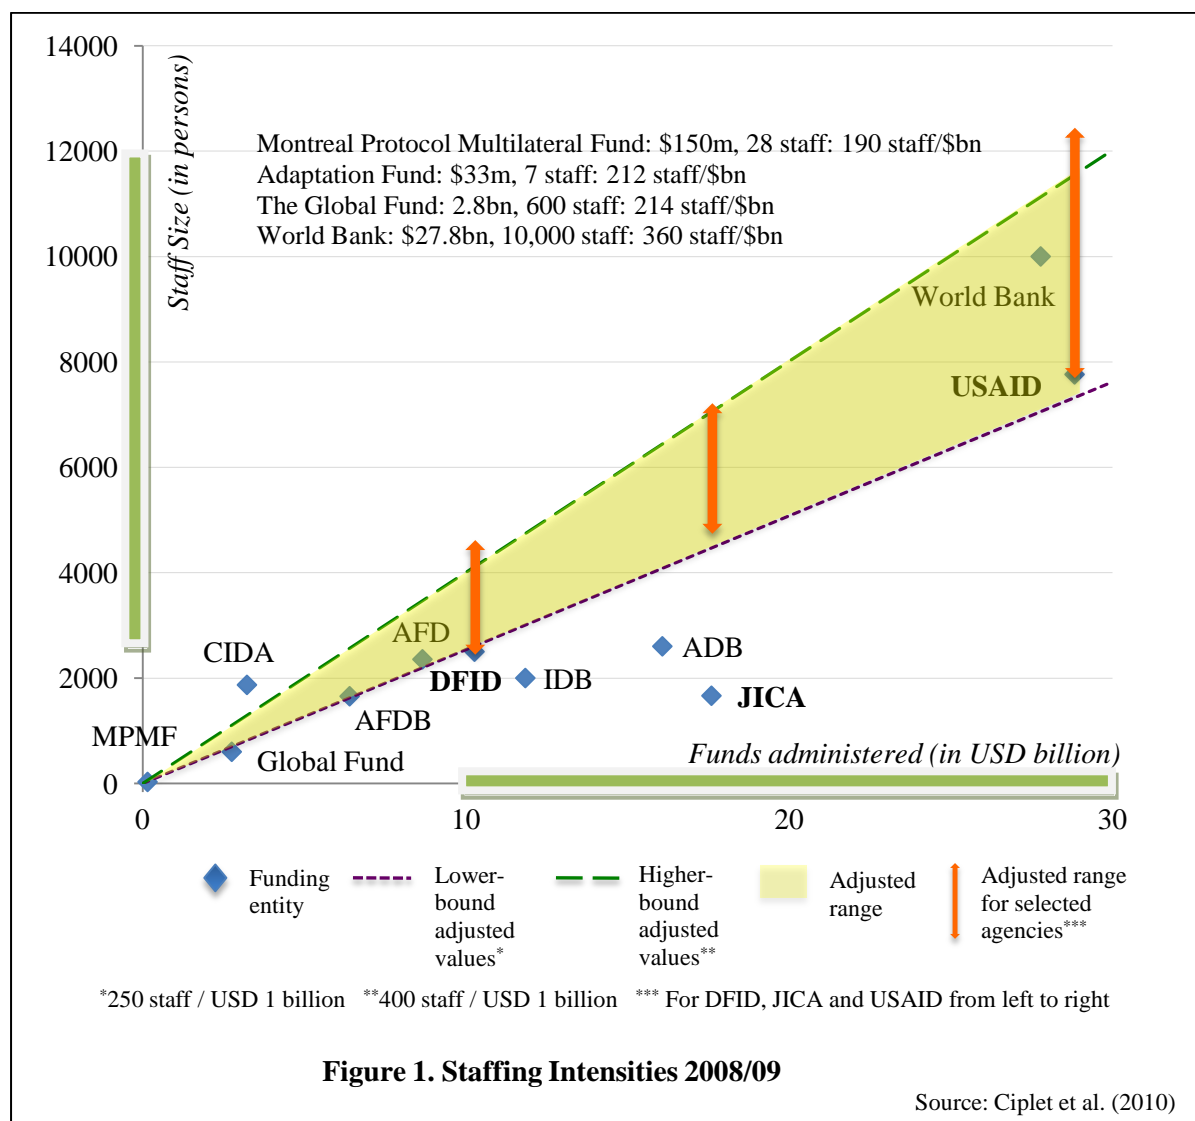 14000
12000
10000
8000
6000
4000
2000
0
Staff Size (in persons)
Montreal Protocol Multilateral Fund: $150m, 28 staff: 190 staff/$bn
Adaptation Fund: $33m, 7 staff: 212 staff/$bn
The Global Fund: 2.8bn, 600 staff: 214 staff/$bn
World Bank: $27.8bn, 10,000 staff: 360 staff/$bn
World Bank
USAID
AFD
CIDA
ADB
DFID
IDB
JICA
AFDB
MPMF
Global Fund
Funds administered (in USD billion)
0
10
20
30
Funding
entity
Lower-
bound
adjusted
values*
Higher-
bound
adjusted
values**
Adjusted
range
Adjusted range
for selected
agencies***
*250 staff / USD 1 billion **400 staff / USD 1 billion *** For DFID, JICA and USAID from left to right
Figure 1. Staffing Intensities 2008/09
Source: Ciplet et al. (2010)